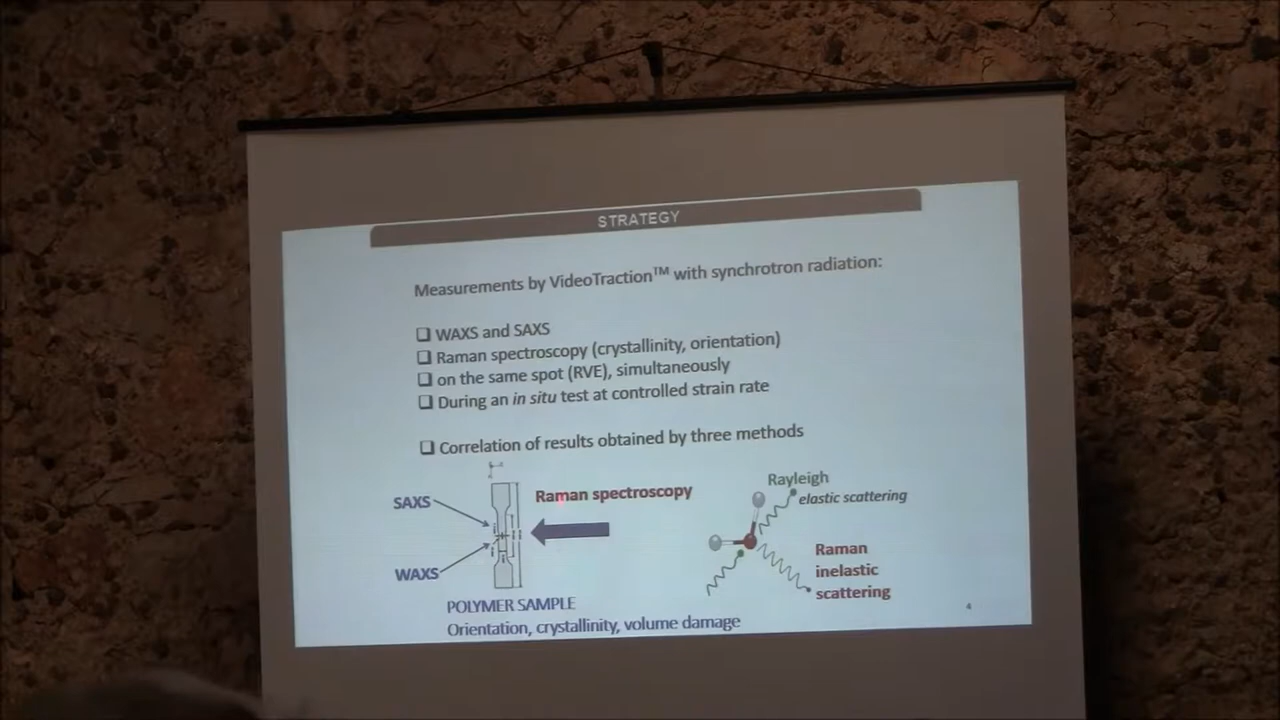 STRATEGY
Measurements by VideoTraction™ with synchrotron radiation:
❑ WAXS and SAXS
❑ Raman spectroscopy (crystallinity, orientation)
❑ on the same spot (RVE), simultaneously
❑ During an in situ test at controlled strain rate
❑ Correlation of results obtained by three methods
SAXS
WAXS
Raman spectroscopy
POLYMER SAMPLE
Orientation, crystallinity, volume damage
Rayleigh
elastic scattering
Raman
inelastic
scattering
4